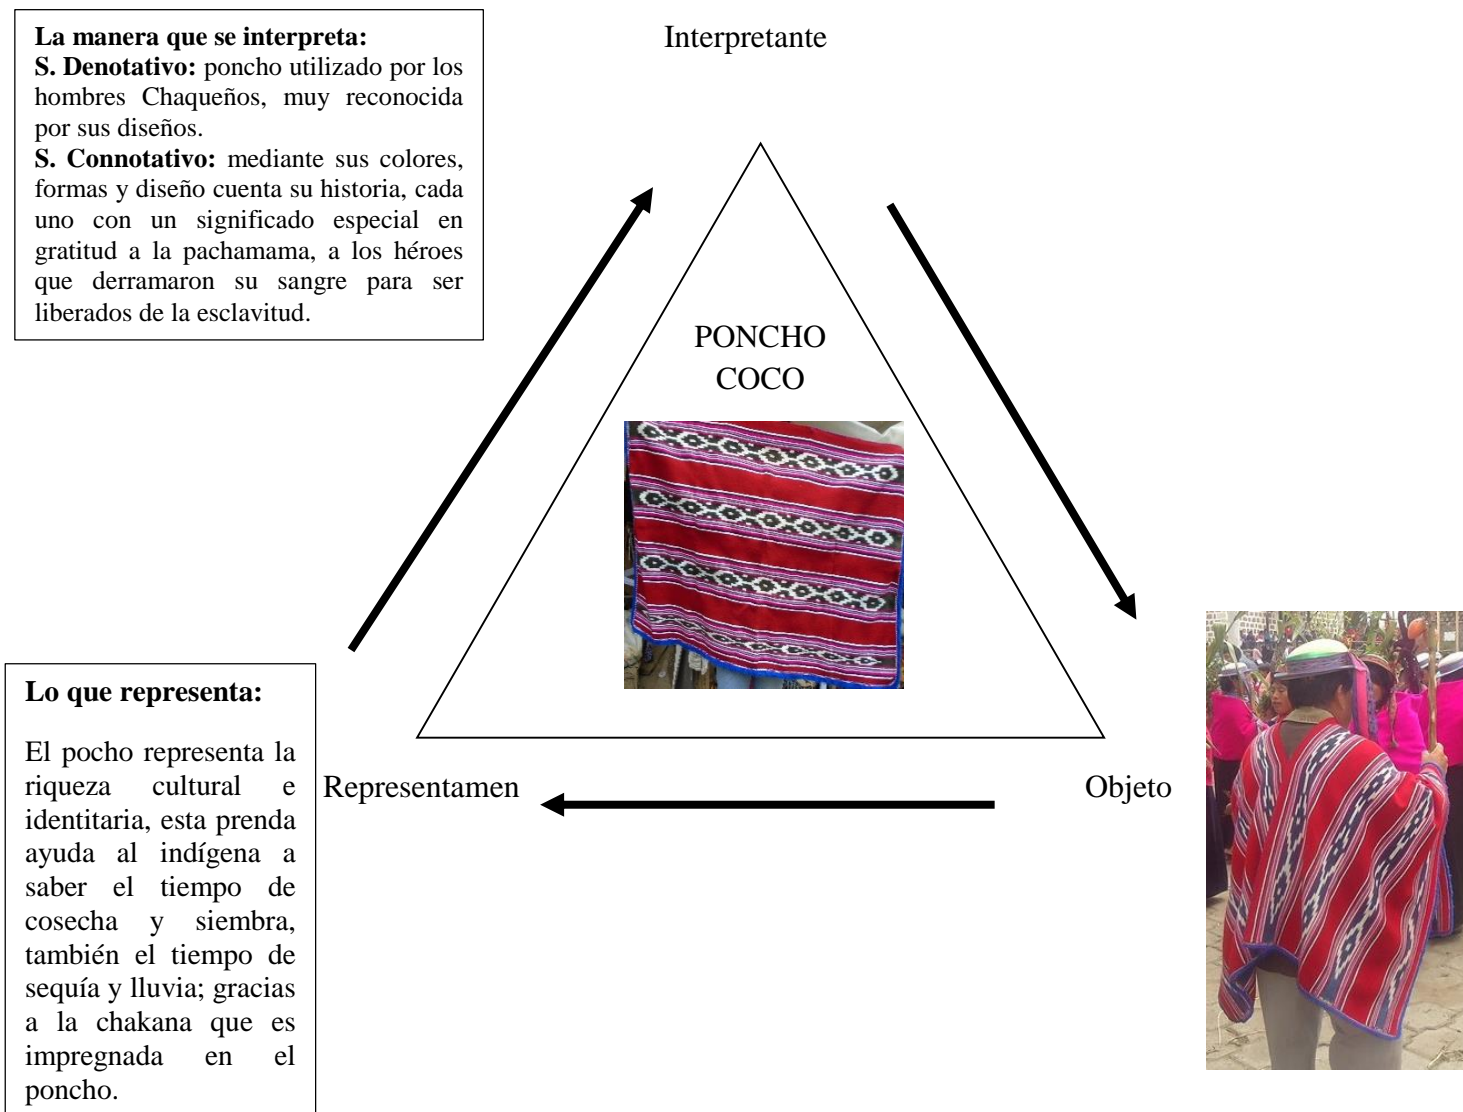 La manera que se interpreta:
S. Denotativo: poncho utilizado por los
hombres Chaqueños, muy reconocida
por sus diseños.
S. Connotativo: mediante sus colores,
formas y diseño cuenta su historia, cada
uno con un significado especial en
gratitud a la pachamama, a los héroes
que derramaron su sangre para ser
liberados de la esclavitud.
Interpretante
PONCHO
COCO
Lo que representa:
El pocho representa la
riqueza cultural e
identitaria, esta prenda
ayuda al indígena a
saber el tiempo de
cosecha y siembra,
también el tiempo de
sequía y lluvia; gracias
a la chakana que es
impregnada en el
poncho.
Representamen
Objeto